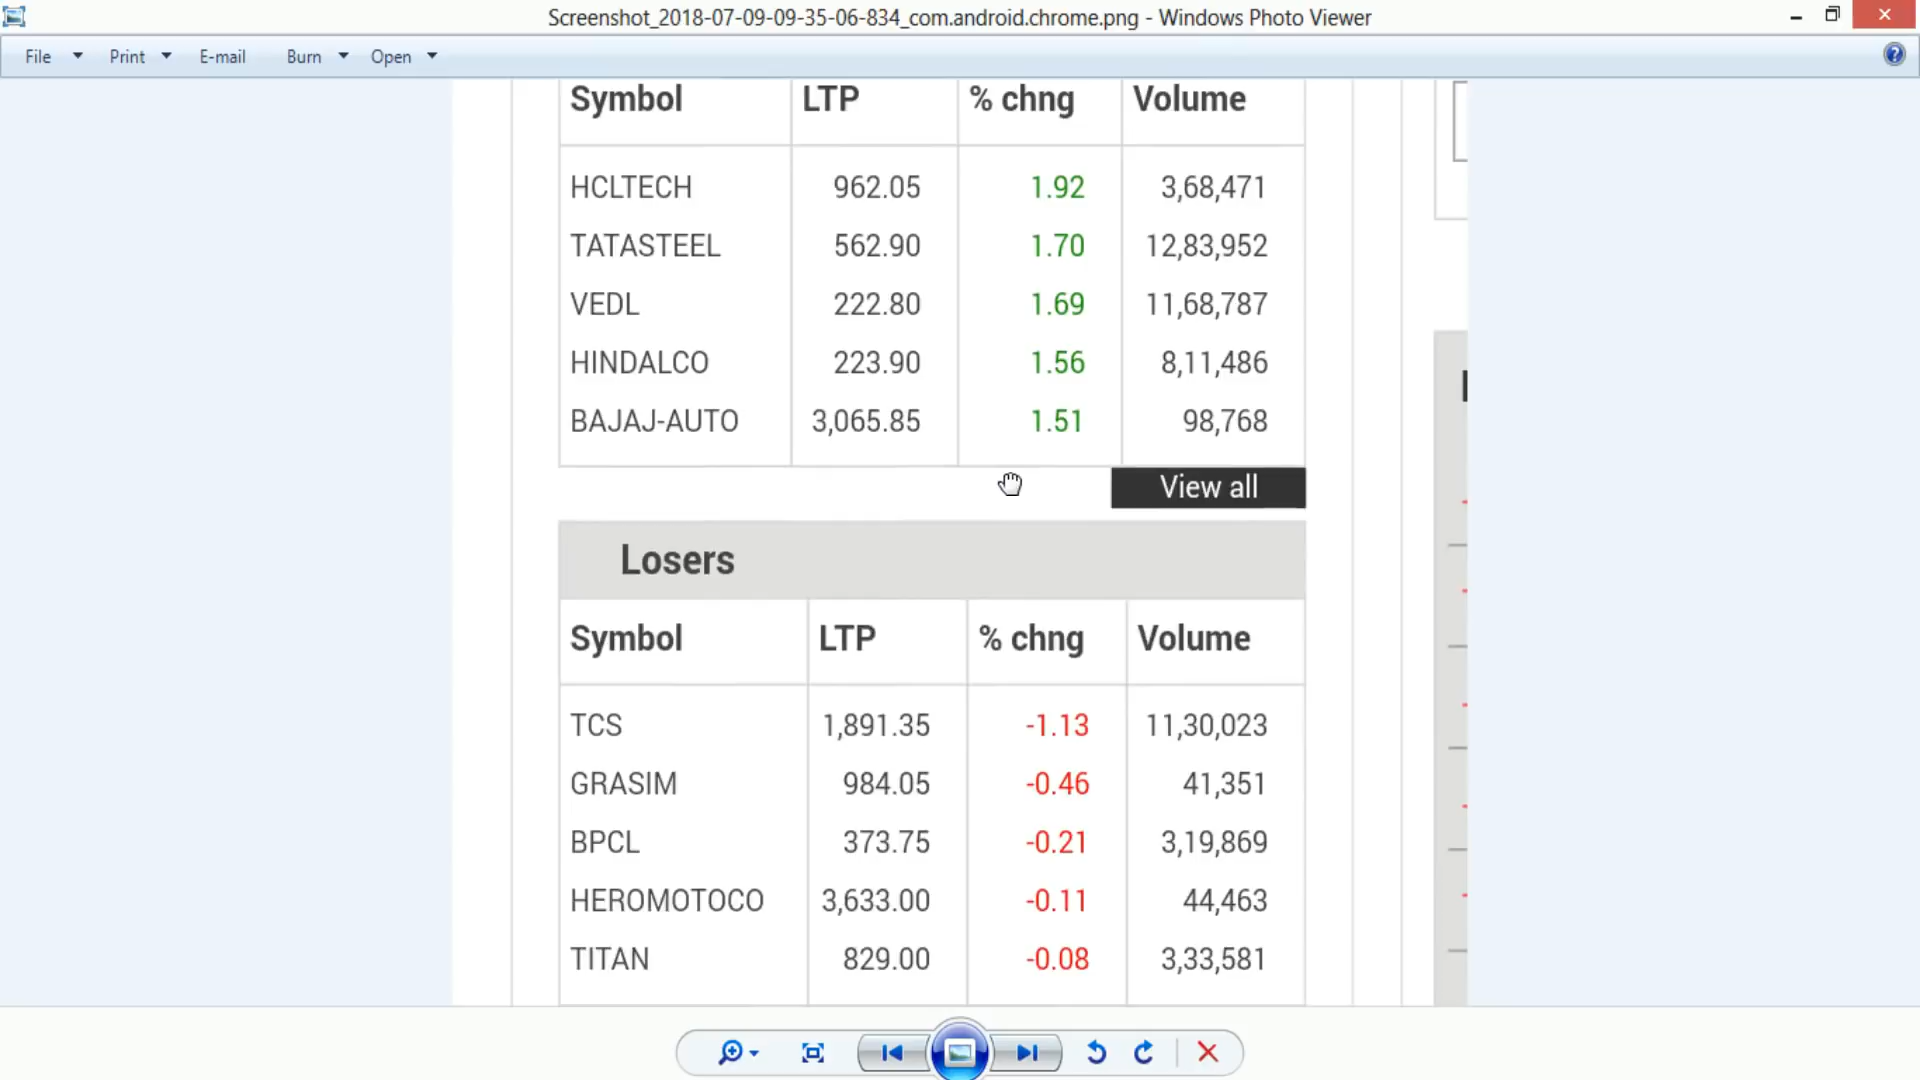 Screenshot_2018-07-09-09-35-06-834_com.android.chrome.png - Windows Photo Viewer
File Print E-mail Burn Open
Symbol LTP % chng Volume
HCLTECH 962.05 1.92 3,68,471
TATASTEEL 562.90 1.70 12,83,952
VEDL 222.80 1.69 11,68,787
HINDALCO 223.90 1.56 8,11,486
BAJAJ-AUTO 3,065.85 1.51 98,768
View all
Losers
Symbol LTP % chng Volume
TCS 1,891.35 -1.13 11,30,023
GRASIM 984.05 -0.46 41,351
BPCL 373.75 -0.21 3,19,869
HEROMOTOCO 3,633.00 -0.11 44,463
TITAN 829.00 -0.08 3,33,581